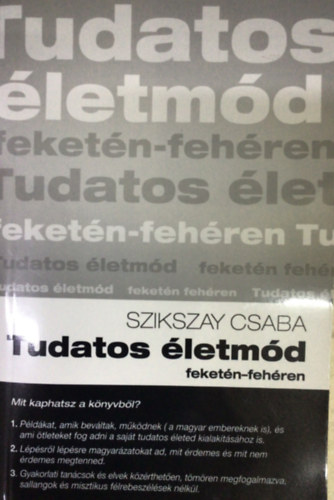 Tudatos
életmód
feketén-fehéren
Tudatos élet
feketén-fehéren Tu
Tudatos életmód feketén fehé
udatos életmód feketén fehéren Tudatos él
SZIKSZAY CSABA
Tudatos életmód
feketén-fehéren
Mit kaphatsz a könyvből?
1. Példákat, amik beváltak, működnek ( a magyar embereknek is), és
ami ötleteket fog adni a saját tudatos életed kialakításához is.
2. Lépésről lépésre magyarázatokat ad, mit érdemes és mit nem
érdemes megtenned.
3. Gyakorlati tanácsok és elvek közérthetően, tömören megfogalmazva,
sallangok és misztikus félrebeszélések nélkül.